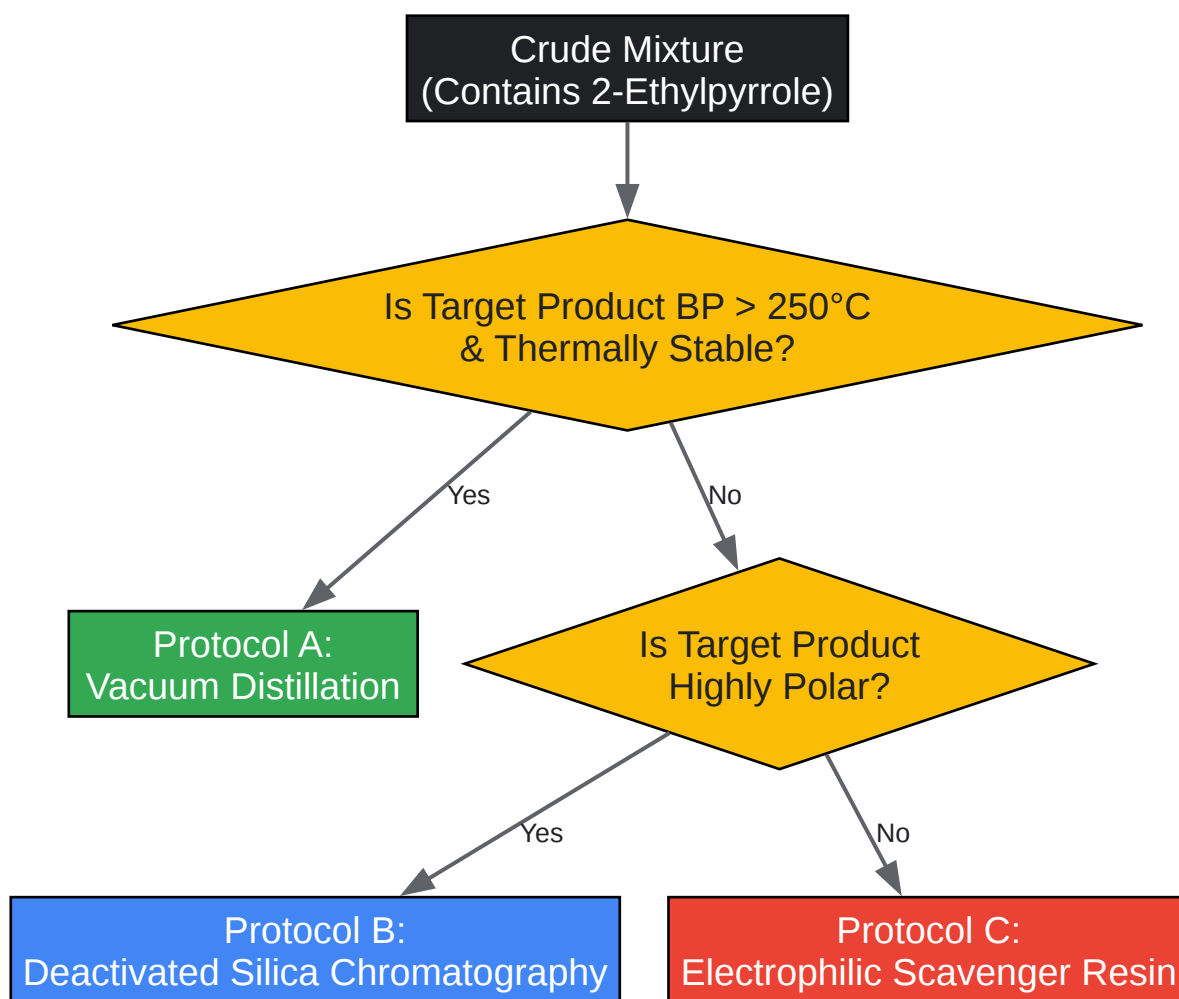 Crude Mixture
(Contains 2-Ethylpyrrole)
Is Target Product BP > 250°C
& Thermally Stable?
Yes
No
Protocol A:
Vacuum Distillation
Is Target Product
Highly Polar?
Yes
No
Protocol B:
Deactivated Silica Chromatography
Protocol C:
Electrophilic Scavenger Resin